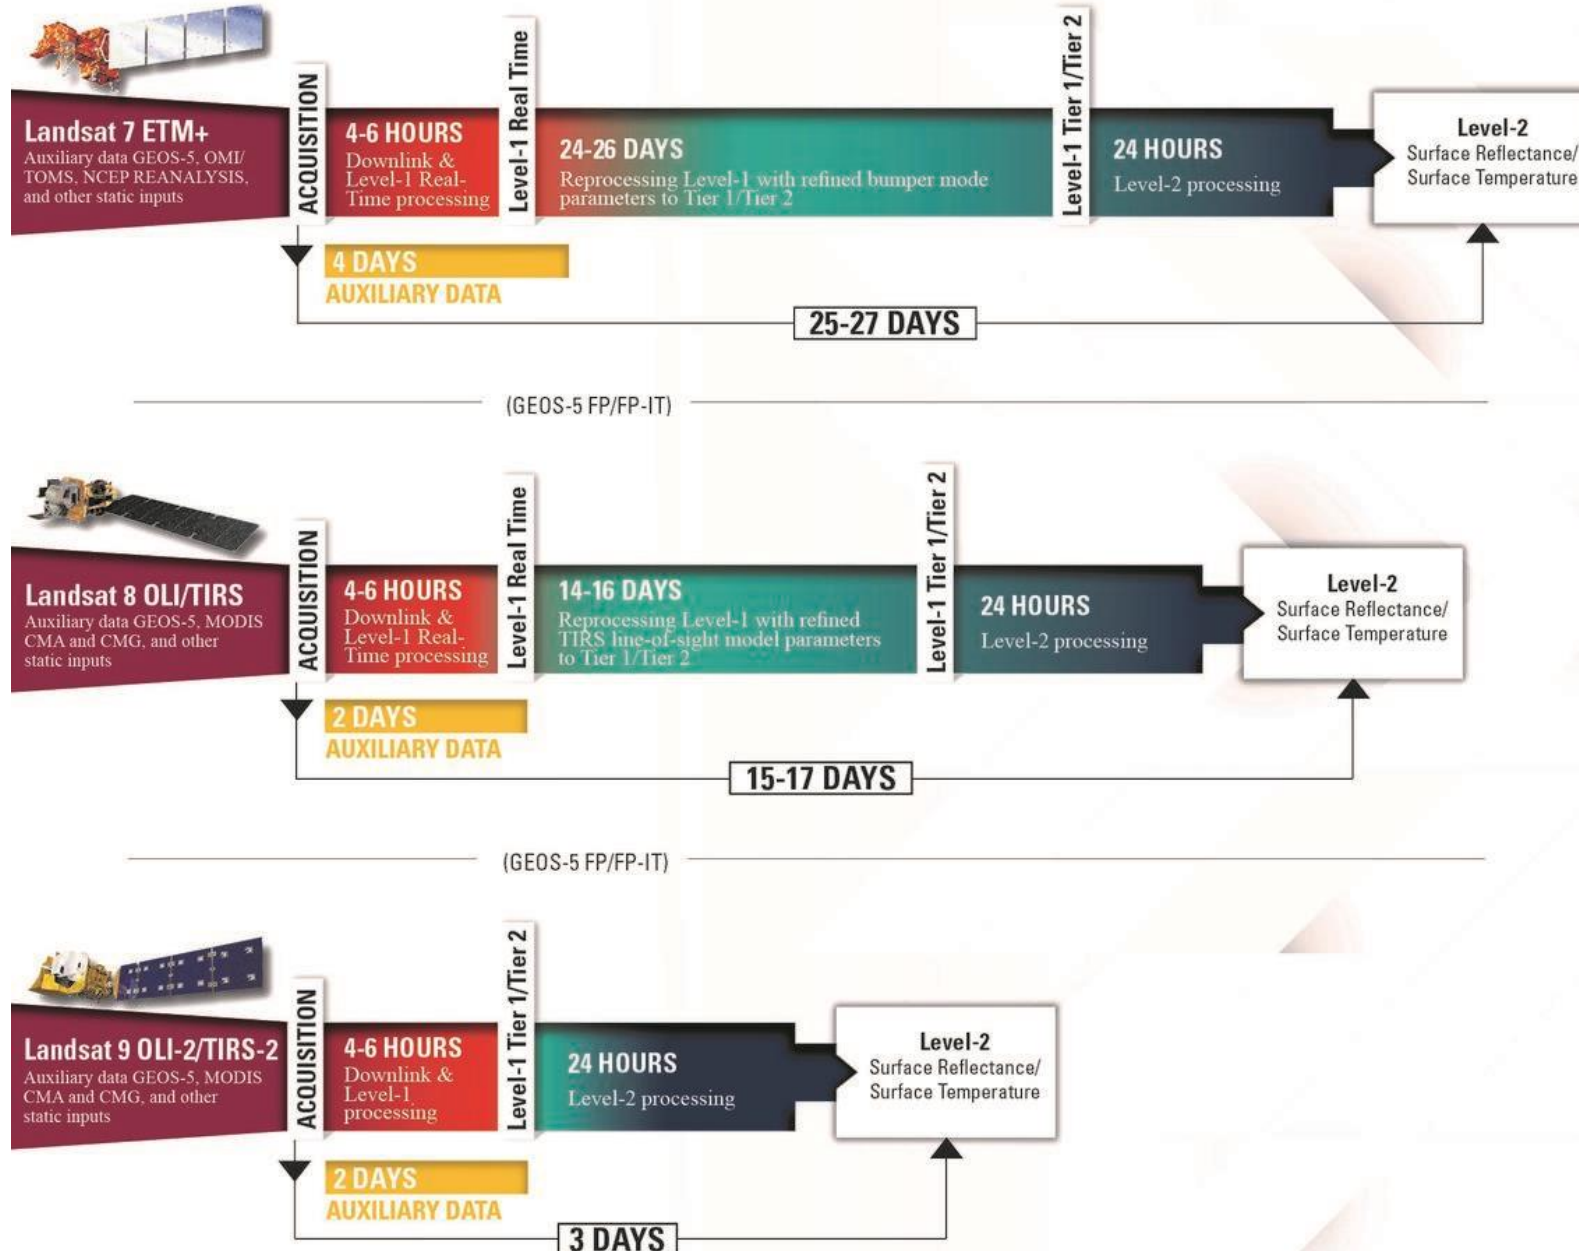 Landsat 7 ETM+
Auxiliary data GEOS-5, OMI/
TOMS, NCEP REANALYSIS,
and other static inputs
ACQUISITION
4-6 HOURS
Downlink &
Level-1 Real-
Time processing
Level-1 Real Time
24-26 DAYS
Reprocessing Level-1 with refined bumper mode
parameters to Tier 1/Tier 2
Level-1 Tier 1/Tier 2
24 HOURS
Level-2 processing
Level-2
Surface Reflectance/
Surface Temperature
4 DAYS
AUXILIARY DATA
25-27 DAYS
(GEOS-5 FP/FP-IT)
Landsat 8 OLI/TIRS
Auxiliary data GEOS-5, MODIS
CMA and CMG, and other
static inputs
ACQUISITION
4-6 HOURS
Downlink &
Level-1 Real-
Time processing
Level-1 Real Time
14-16 DAYS
Reprocessing Level-1 with refined
TIRS line-of-sight model parameters
to Tier 1/Tier 2
Level-1 Tier 1/Tier 2
24 HOURS
Level-2 processing
Level-2
Surface Reflectance/
Surface Temperature
2 DAYS
AUXILIARY DATA
15-17 DAYS
(GEOS-5 FP/FP-IT)
Landsat 9 OLI-2/TIRS-2
Auxiliary data GEOS-5, MODIS
CMA and CMG, and other
static inputs
ACQUISITION
4-6 HOURS
Downlink &
Level-1
processing
Level-1 Tier 1/Tier 2
24 HOURS
Level-2 processing
Level-2
Surface Reflectance/
Surface Temperature
2 DAYS
AUXILIARY DATA
3 DAYS